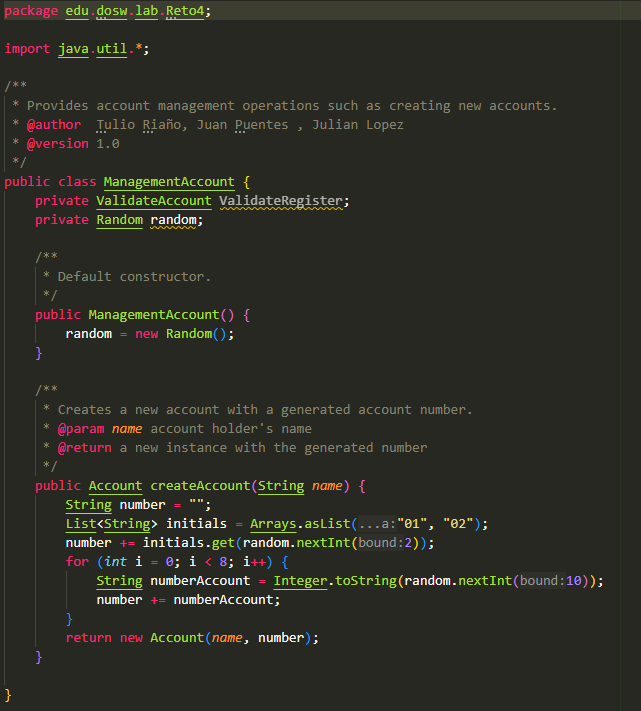 package edu.dosw.lab.Reto4;
import java.util.*;
/**
 * Provides account management operations such as creating new accounts.
 * @author  Tulio Riaño, Juan Puentes , Julian Lopez
 * @version 1.0
 */
public class ManagementAccount {
    private ValidateAccount ValidateRegister;
    private Random random;
    /**
     * Default constructor.
     */
    public ManagementAccount() {
        random = new Random();
    }
    /**
     * Creates a new account with a generated account number.
     * @param name account holder's name
     * @return a new instance with the generated number
     */
    public Account createAccount(String name) {
        String number = "";
        List<String> initials = Arrays.asList(...a:"01", "02");
        number += initials.get(random.nextInt(bound:2));
        for (int i = 0; i < 8; i++) {
            String numberAccount = Integer.toString(random.nextInt(bound:10));
            number += numberAccount;
        }
        return new Account(name, number);
    }
}